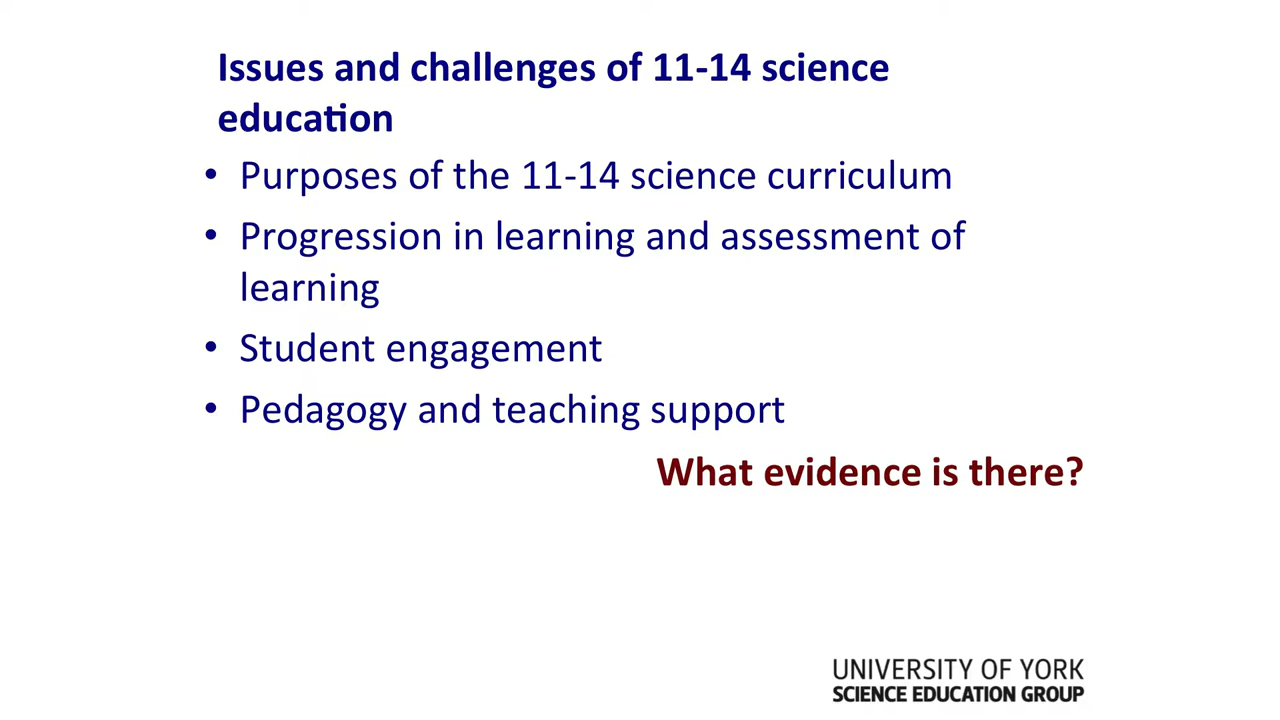 Issues and challenges of 11-14 science
education
• Purposes of the 11-14 science curriculum
• Progression in learning and assessment of
learning
• Student engagement
• Pedagogy and teaching support
What evidence is there?
UNIVERSITY OF YORK
SCIENCE EDUCATION GROUP